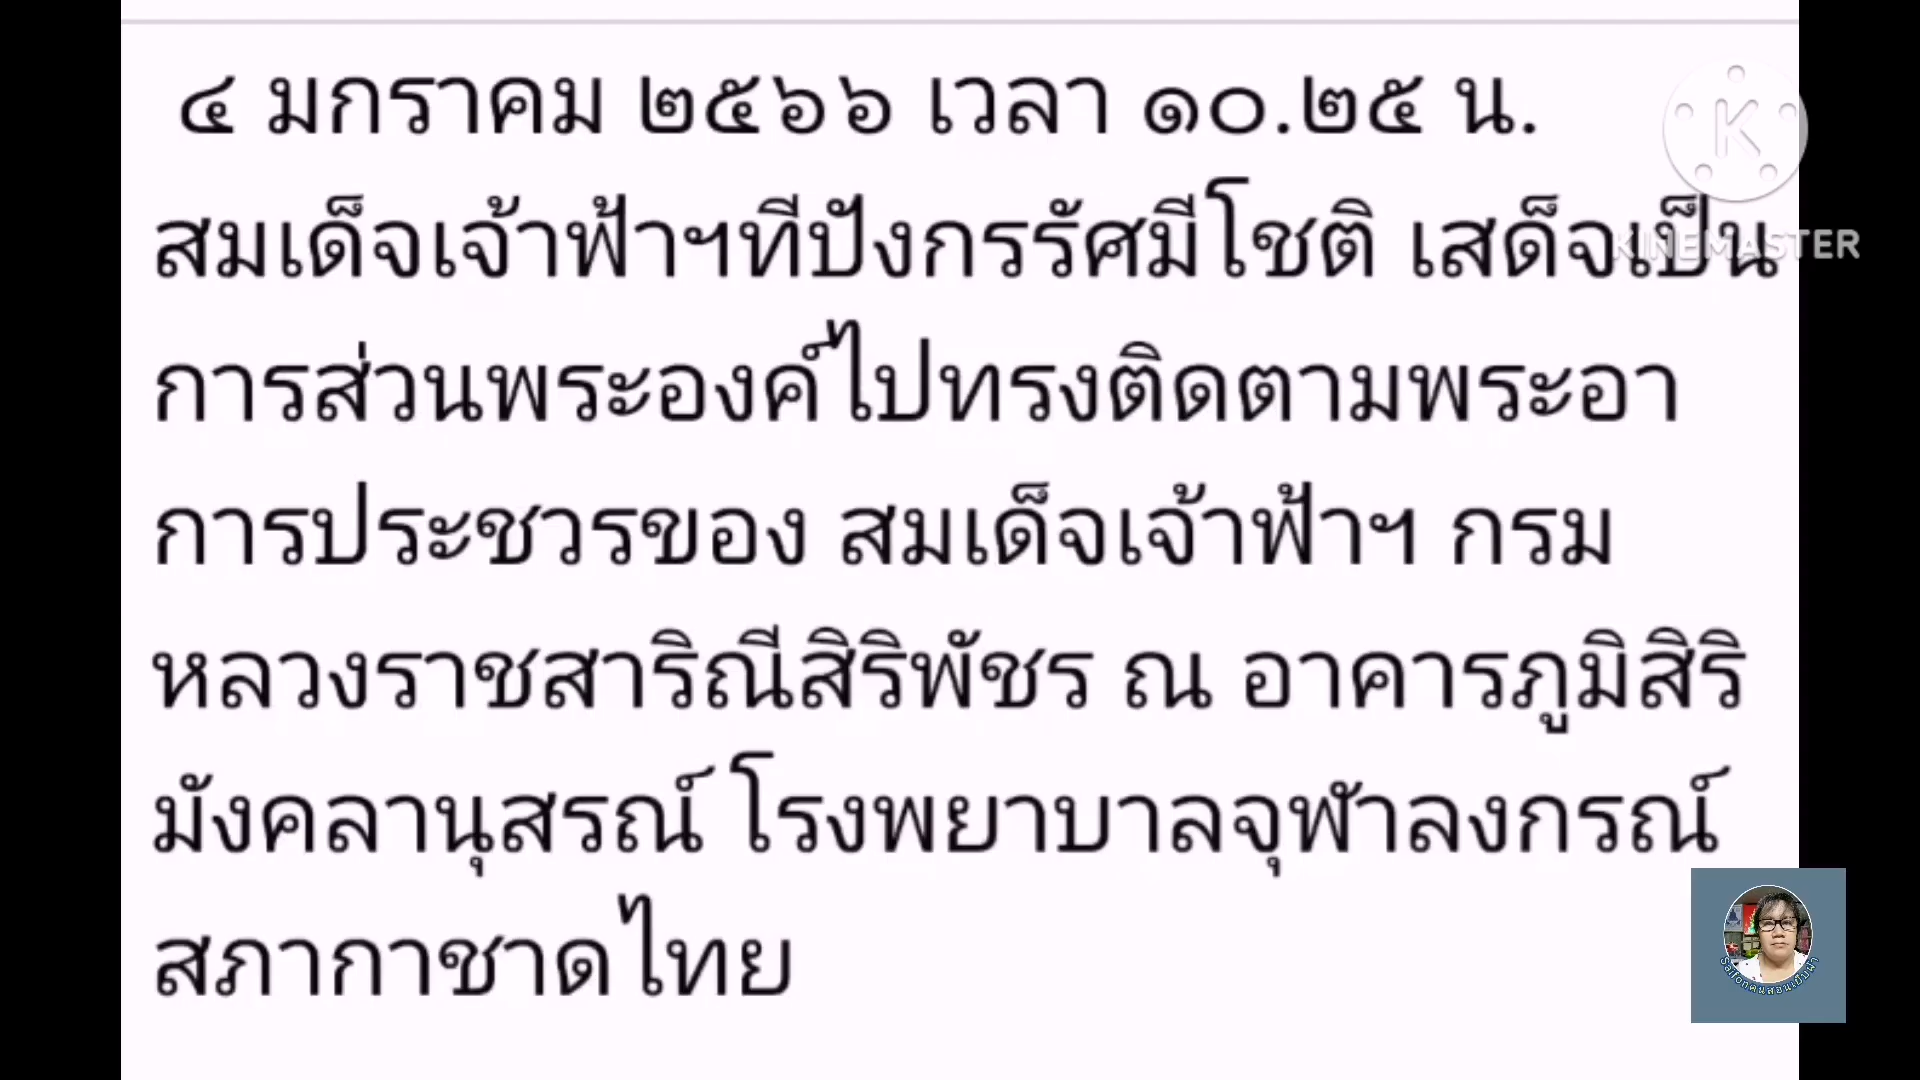 ๔ มกราคม ๒๕๖๖ เวลา ๑๐.๒๕ น.
สมเด็จเจ้าฟ้าฯทีปังกรรัศมีโชติ เสด็จเป็น
การส่วนพระองค์ไปทรงติดตามพระอา
การประชวรของ สมเด็จเจ้าฟ้าฯ กรม
หลวงราชสาริณีสิริพัชร ณ อาคารภูมิสิริ
มังคลานุสรณ์ โรงพยาบาลจุฬาลงกรณ์
สภากาชาดไทย
K
KINEMASTER